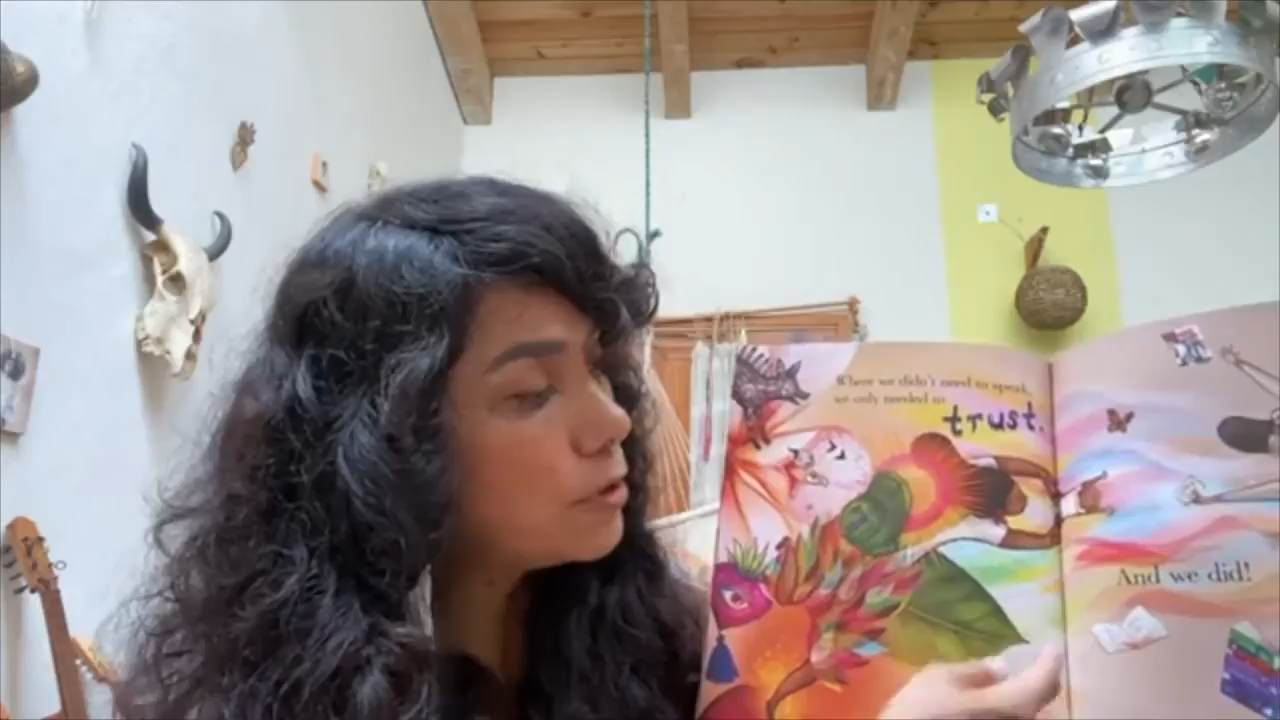 Where we didn't need to speak,
we only needed to
trust.
And we did!